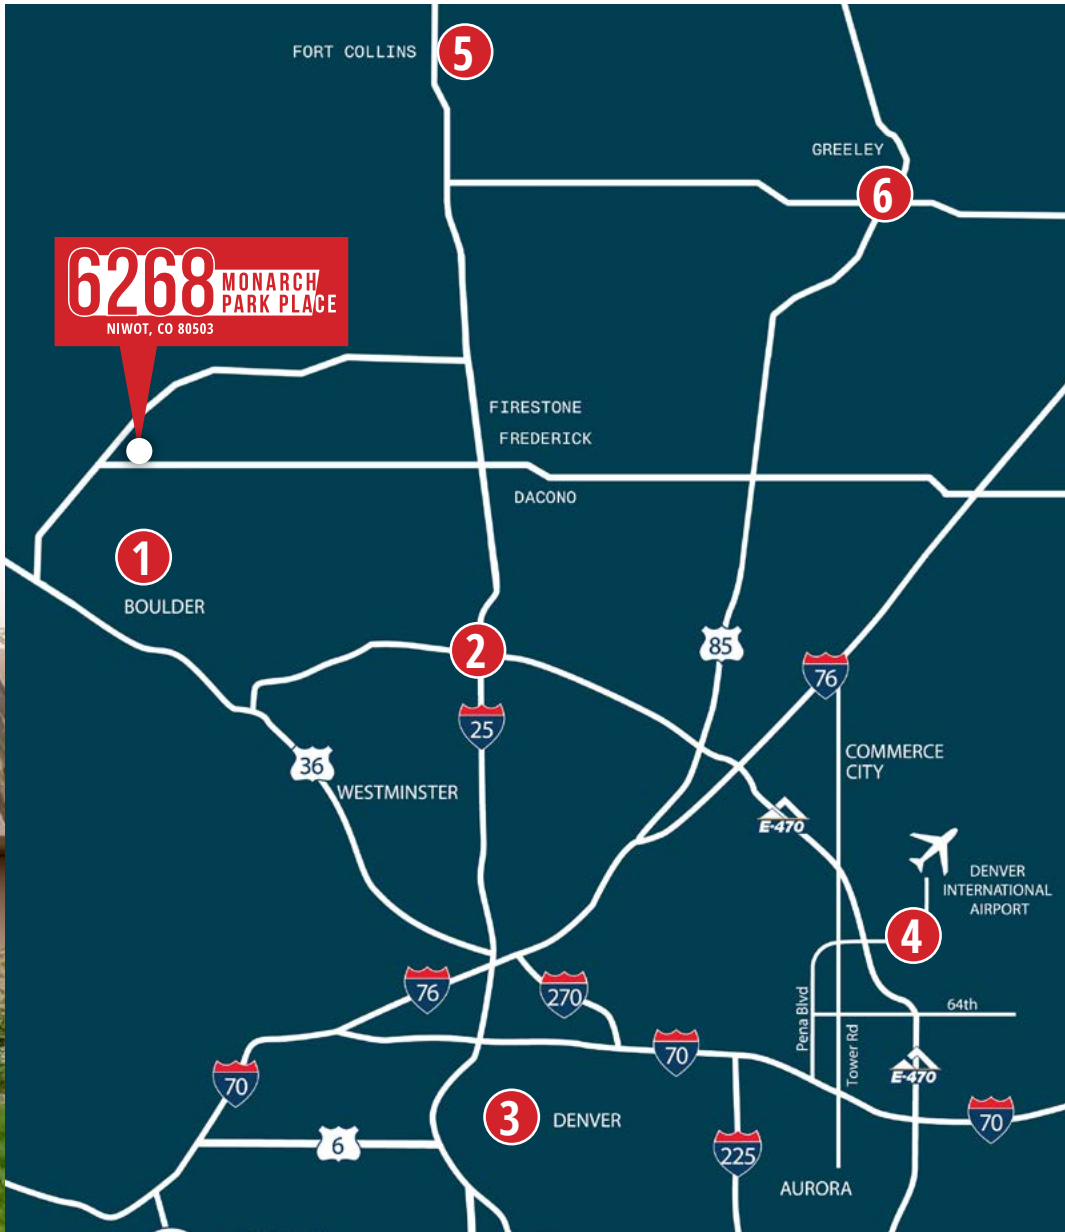 FORT COLLINS
5
GREELEY
6
6268
MONARCH
PARK PLACE
NIWOT, CO 80503
FIRESTONE
FREDERICK
DACONO
1
BOULDER
2
85
76
25
36
WESTMINSTER
COMMERCE
CITY
E-470
DENVER
INTERNATIONAL
AIRPORT
4
76
270
Pena Blvd
64th
Tower Rd
70
70
E-470
3
DENVER
70
6
225
AURORA